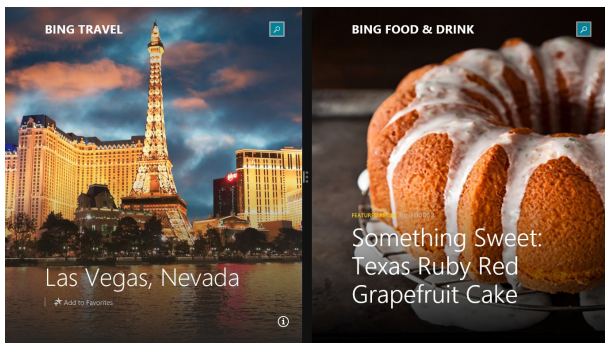 BING TRAVEL
Las Vegas, Nevada
Add to Favorites
BING FOOD & DRINK
Something Sweet:
Texas Ruby Red
Grapefruit Cake